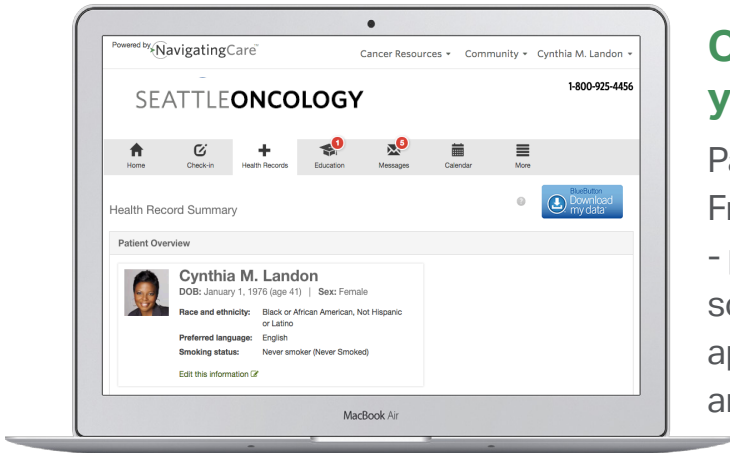 Powered by NavigatingCare™
Cancer Resources Community Cynthia M. Landon
SEATTLEONCOLOGY
1-800-925-4456
Home Check-in Health Records Education 1 Messages 5 Calendar More
Health Record Summary
? BlueButton
Download
my data
Patient Overview
Cynthia M. Landon
DOB: January 1, 1976 (age 41) | Sex: Female
Race and ethnicity: Black or African American, Not Hispanic
or Latino
Preferred language: English
Smoking status: Never smoker (Never Smoked)
Edit this information
MacBook Air